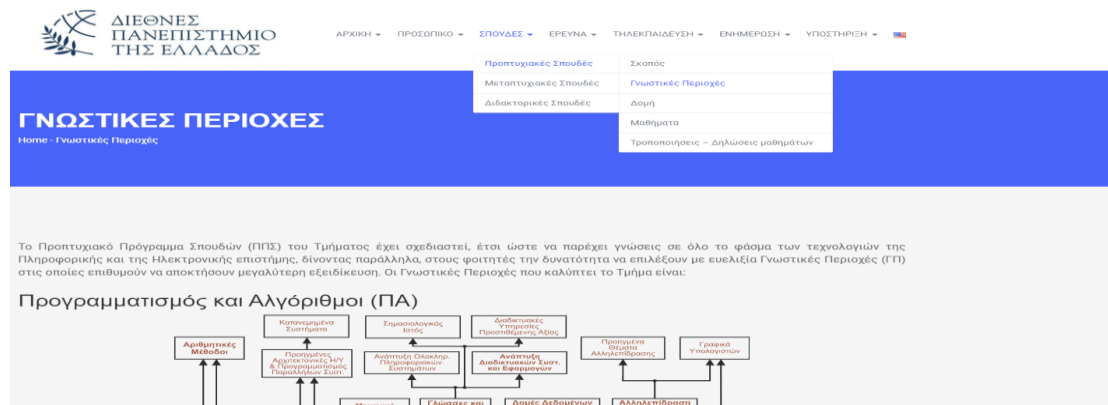 ΔΙΕΘΝΕΣ
ΠΑΝΕΠΙΣΤΗΜΙΟ
ΤΗΣ ΕΛΛΑΔΟΣ
ΑΡΧΙΚΗ ΠΡΟΣΩΠΙΚΟ ΣΠΟΥΔΕΣ ΕΡΕΥΝΑ ΤΗΛΕΚΠΑΙΔΕΥΣΗ ΕΝΗΜΕΡΩΣΗ ΥΠΟΣΤΗΡΙΞΗ
Προπτυχιακές Σπουδές
Μεταπτυχιακές Σπουδές
Διδακτορικές Σπουδές
Σκοπός
Γνωστικές Περιοχές
Δομή
Μαθήματα
Τροποποιήσεις – Δηλώσεις μαθημάτων
ΓΝΩΣΤΙΚΕΣ ΠΕΡΙΟΧΕΣ
Home - Γνωστικές Περιοχές
Το Προπτυχιακό Πρόγραμμα Σπουδών (ΠΠΣ) του Τμήματος έχει σχεδιαστεί, έτσι ώστε να παρέχει γνώσεις σε όλο το φάσμα των τεχνολογιών της
Πληροφορικής και της Ηλεκτρονικής επιστήμης, δίνοντας παράλληλα, στους φοιτητές την δυνατότητα να επιλέξουν με ευελιξία Γνωστικές Περιοχές (ΓΠ)
στις οποίες επιθυμούν να αποκτήσουν μεγαλύτερη εξειδίκευση. Οι Γνωστικές Περιοχές που καλύπτει το Τμήμα είναι:
Προγραμματισμός και Αλγόριθμοι (ΠΑ)
Κατανεμημένα
Συστήματα
Σημασιολογικός
Ιστός
Διαδικτυακές
Υπηρεσίες
Προστιθέμενης Αξίας
Αριθμητικές
Μέθοδοι
Προηγμένες
Αρχιτεκτονικές Η/Υ
& Προγραμματισμός
Παραλλήλων Συστ.
Ανάπτυξη Ολοκληρ.
Πληροφοριακών.
Συστημάτων
Ανάπτυξη
Διαδικτυακών Συστ.
και Εφαρμογών
Προηγμένα
Θέματα
Αλληλεπίδρασης
Γραφικά
Υπολογιστών
Γλώσσες και
Δομές Δεδομένων
Αλληλεπίδραση